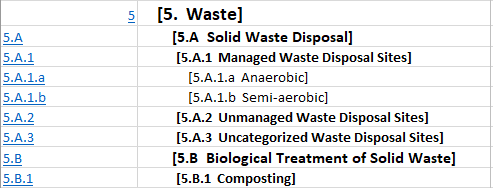 5 [5. Waste]
5.A [5.A Solid Waste Disposal]
5.A.1 [5.A.1 Managed Waste Disposal Sites]
5.A.1.a [5.A.1.a Anaerobic]
5.A.1.b [5.A.1.b Semi-aerobic]
5.A.2 [5.A.2 Unmanaged Waste Disposal Sites]
5.A.3 [5.A.3 Uncategorized Waste Disposal Sites]
5.B [5.B Biological Treatment of Solid Waste]
5.B.1 [5.B.1 Composting]